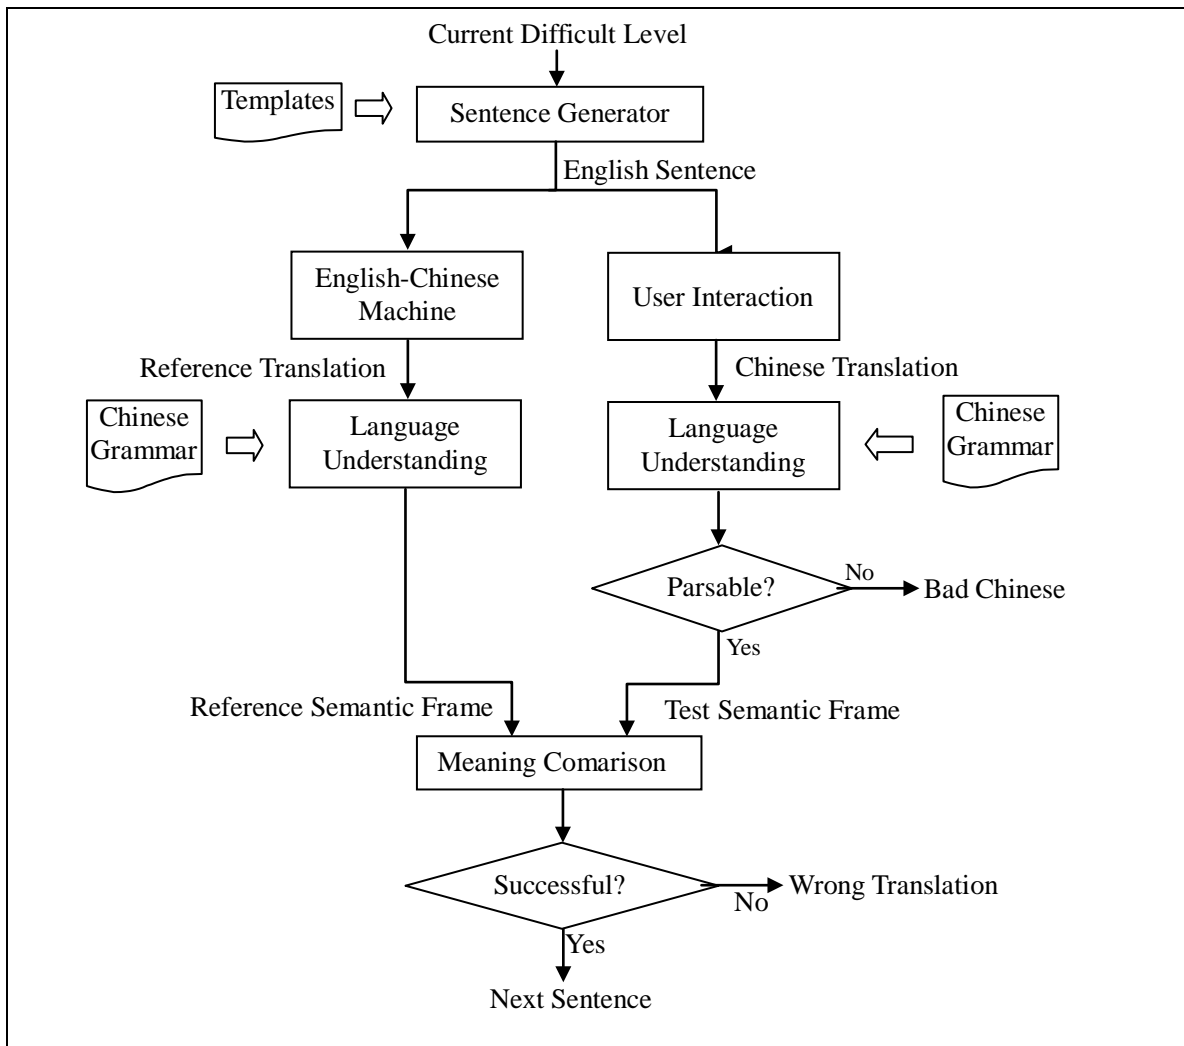 Current Difficult Level
Templates
Sentence Generator
English Sentence
English-Chinese
Machine
User Interaction
Reference Translation
Chinese Translation
Chinese
Grammar
Language
Understanding
Language
Understanding
Chinese
Grammar
Parsable?
No
Bad Chinese
Yes
Reference Semantic Frame
Test Semantic Frame
Meaning Comarison
Successful?
No
Wrong Translation
Yes
Next Sentence